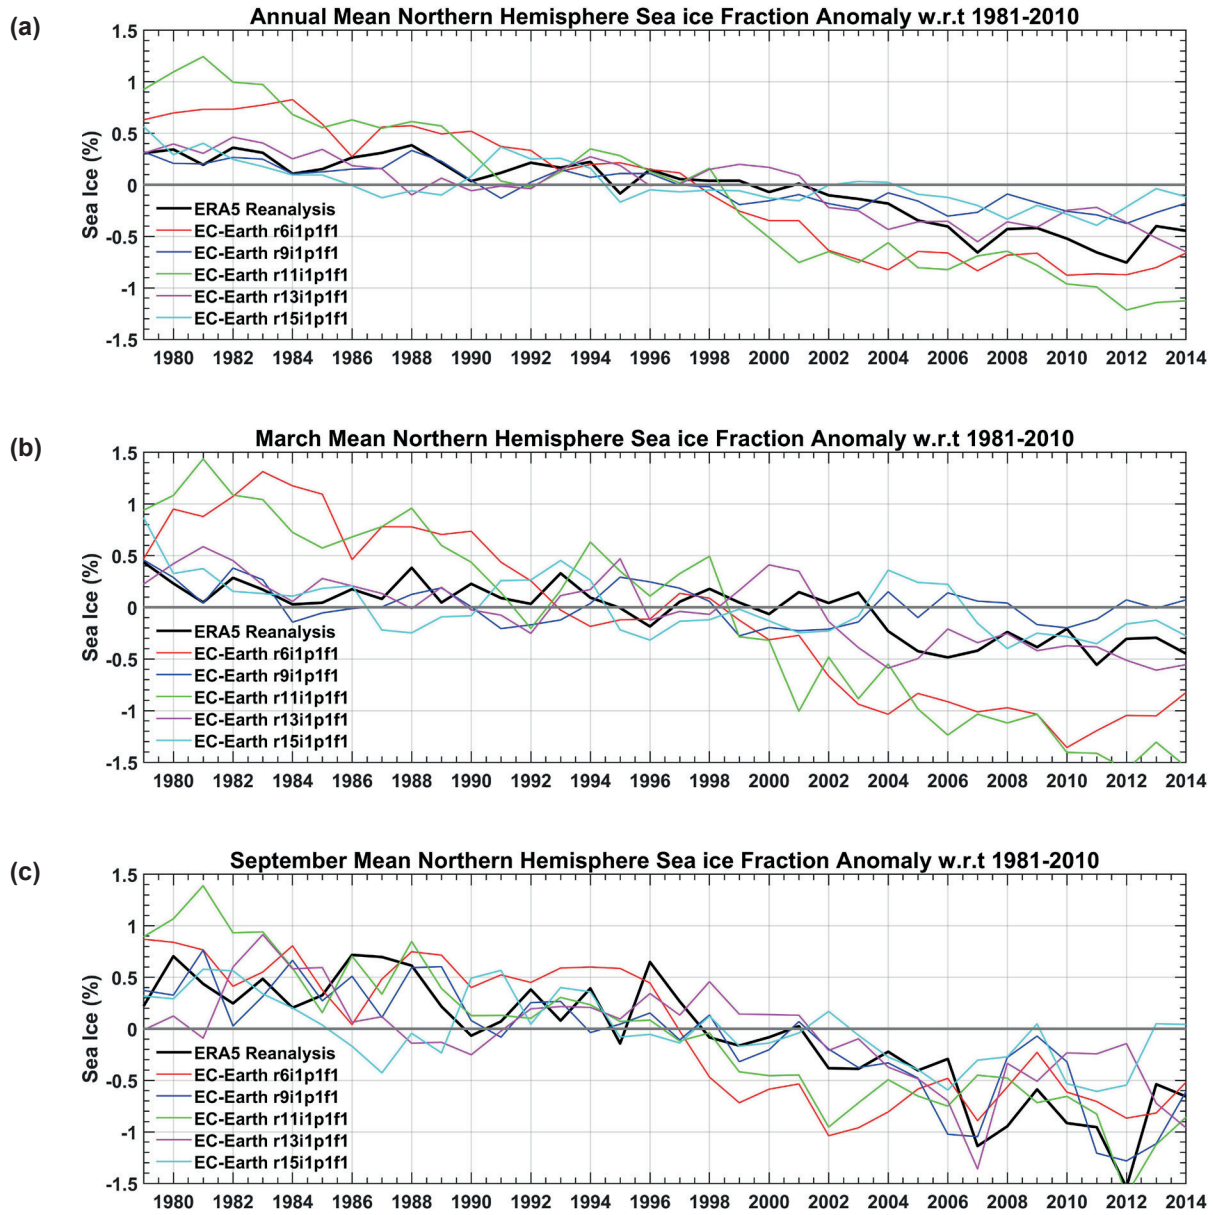 (a)
Annual Mean Northern Hemisphere Sea ice Fraction Anomaly w.r.t 1981-2010
1.5
1
0.5
0
-0.5
-1
-1.5
Sea Ice (%)
ERA5 Reanalysis
EC-Earth r6i1p1f1
EC-Earth r9i1p1f1
EC-Earth r11i1p1f1
EC-Earth r13i1p1f1
EC-Earth r15i1p1f1
1980 1982 1984 1986 1988 1990 1992 1994 1996 1998 2000 2002 2004 2006 2008 2010 2012 2014
(b)
March Mean Northern Hemisphere Sea ice Fraction Anomaly w.r.t 1981-2010
1.5
1
0.5
0
-0.5
-1
-1.5
Sea Ice (%)
ERA5 Reanalysis
EC-Earth r6i1p1f1
EC-Earth r9i1p1f1
EC-Earth r11i1p1f1
EC-Earth r13i1p1f1
EC-Earth r15i1p1f1
1980 1982 1984 1986 1988 1990 1992 1994 1996 1998 2000 2002 2004 2006 2008 2010 2012 2014
(c)
September Mean Northern Hemisphere Sea ice Fraction Anomaly w.r.t 1981-2010
1.5
1
0.5
0
-0.5
-1
-1.5
Sea Ice (%)
ERA5 Reanalysis
EC-Earth r6i1p1f1
EC-Earth r9i1p1f1
EC-Earth r11i1p1f1
EC-Earth r13i1p1f1
EC-Earth r15i1p1f1
1980 1982 1984 1986 1988 1990 1992 1994 1996 1998 2000 2002 2004 2006 2008 2010 2012 2014